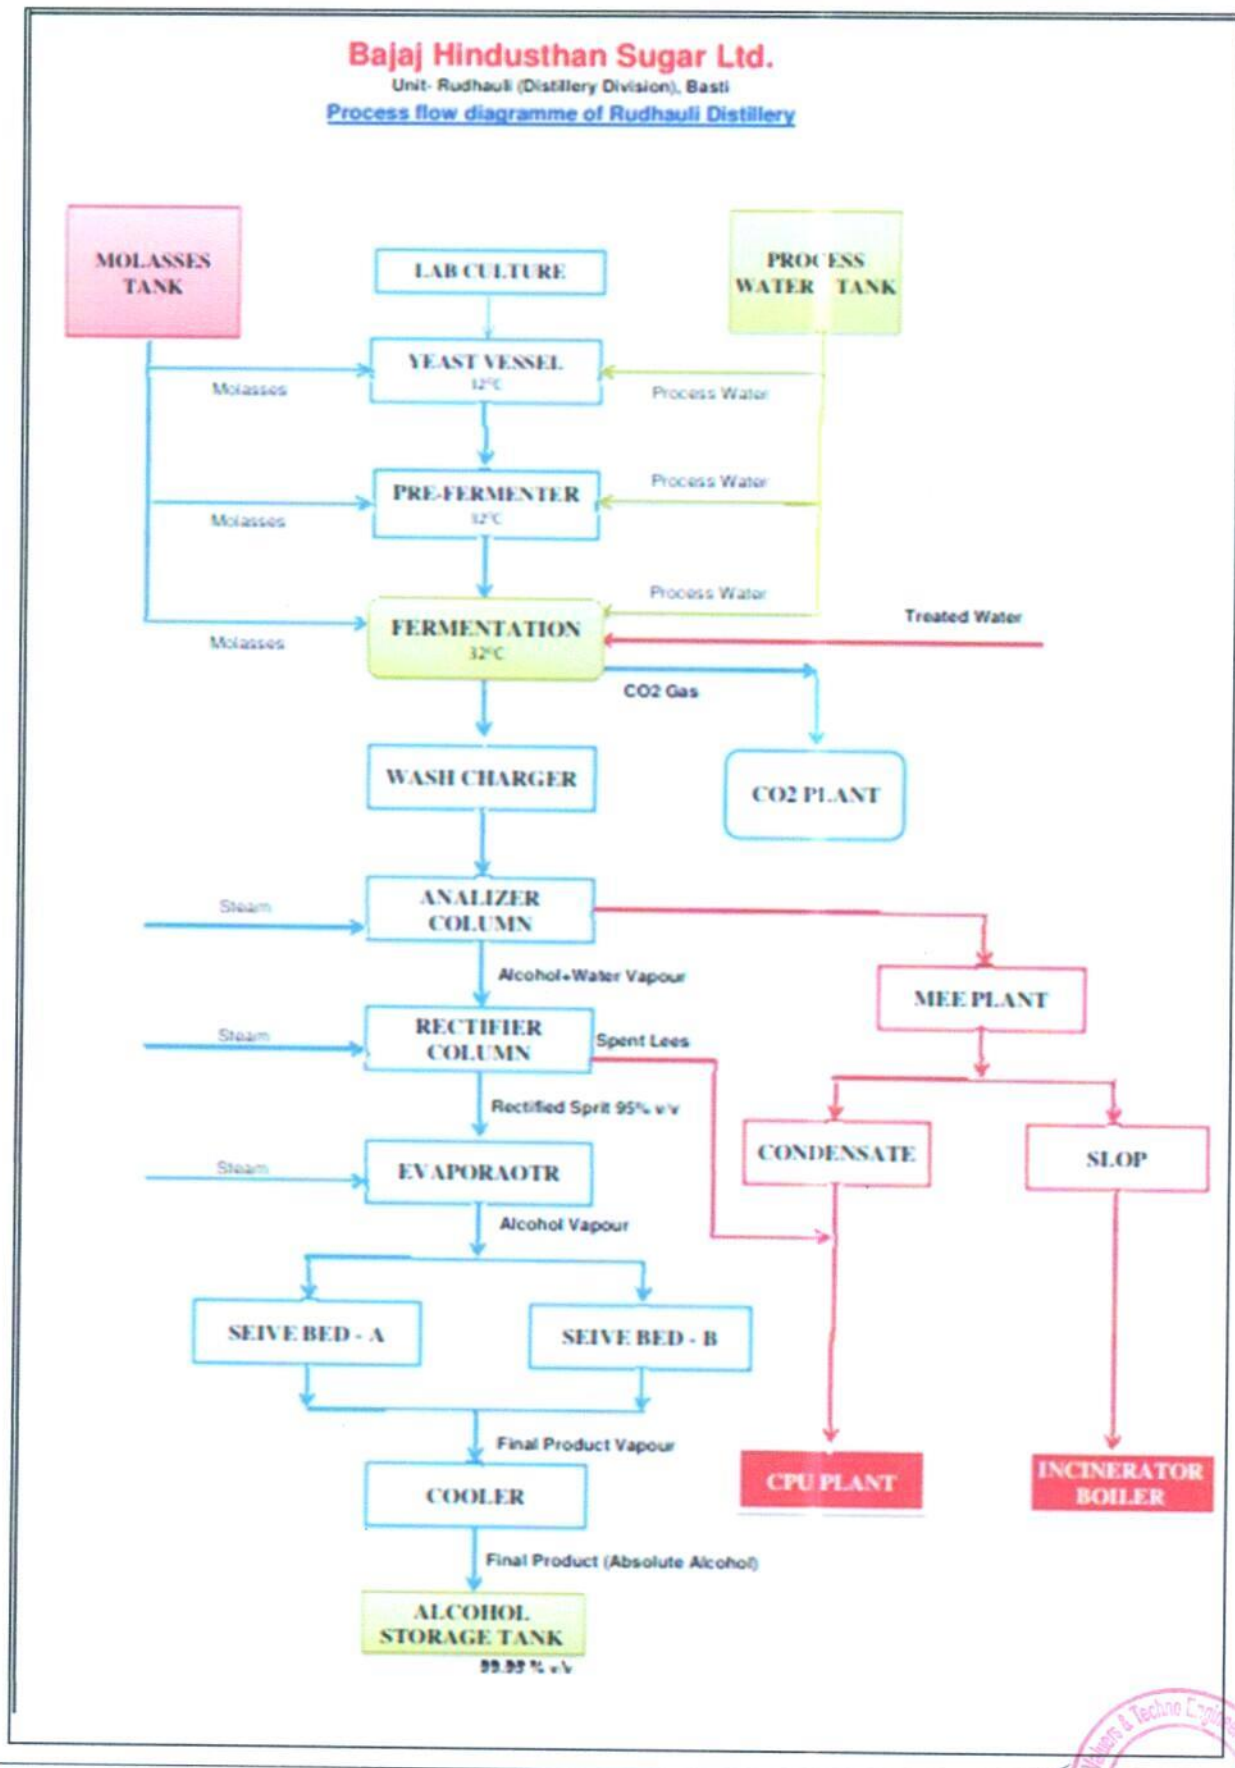 Bajaj Hindusthan Sugar Ltd.
Unit- Rudhauli (Distillery Division), Basti
Process flow diagramme of Rudhauli Distillery
MOLASSES
TANK
LAB CULTURE
PROCESS
WATER TANK
YEAST VESSEL
32°C
Molasses
Process Water
PRE-FERMENTER
32°C
Molasses
Process Water
FERMENTATION
32°C
Molasses
Process Water
Treated Water
CO2 Gas
WASH CHARGER
CO2 PLANT
Steam
ANALIZER
COLUMN
Alcohol+Water Vapour
MEE PLANT
Steam
RECTIFIER
COLUMN
Spent Lees
Rectified Sprit 95% v/v
CONDENSATE
SLOP
Steam
EVAPORAOTR
Alcohol Vapour
SEIVE BED - A
SEIVE BED - B
Final Product Vapour
COOLER
CPU PLANT
INCINERATOR
BOILER
Final Product (Absolute Alcohol)
ALCOHOL
STORAGE TANK
% v/v
Valuers & Techno